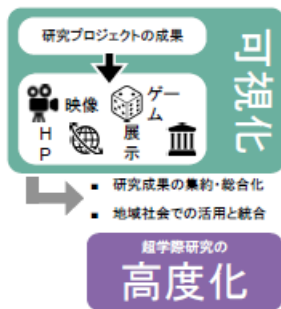 研究プロジェクトの成果
可視化
映像
ゲー
ム
H
P
展
示
▪ 研究成果の集約・総合化
▪ 地域社会での活用と統合
超学際研究の
高度化